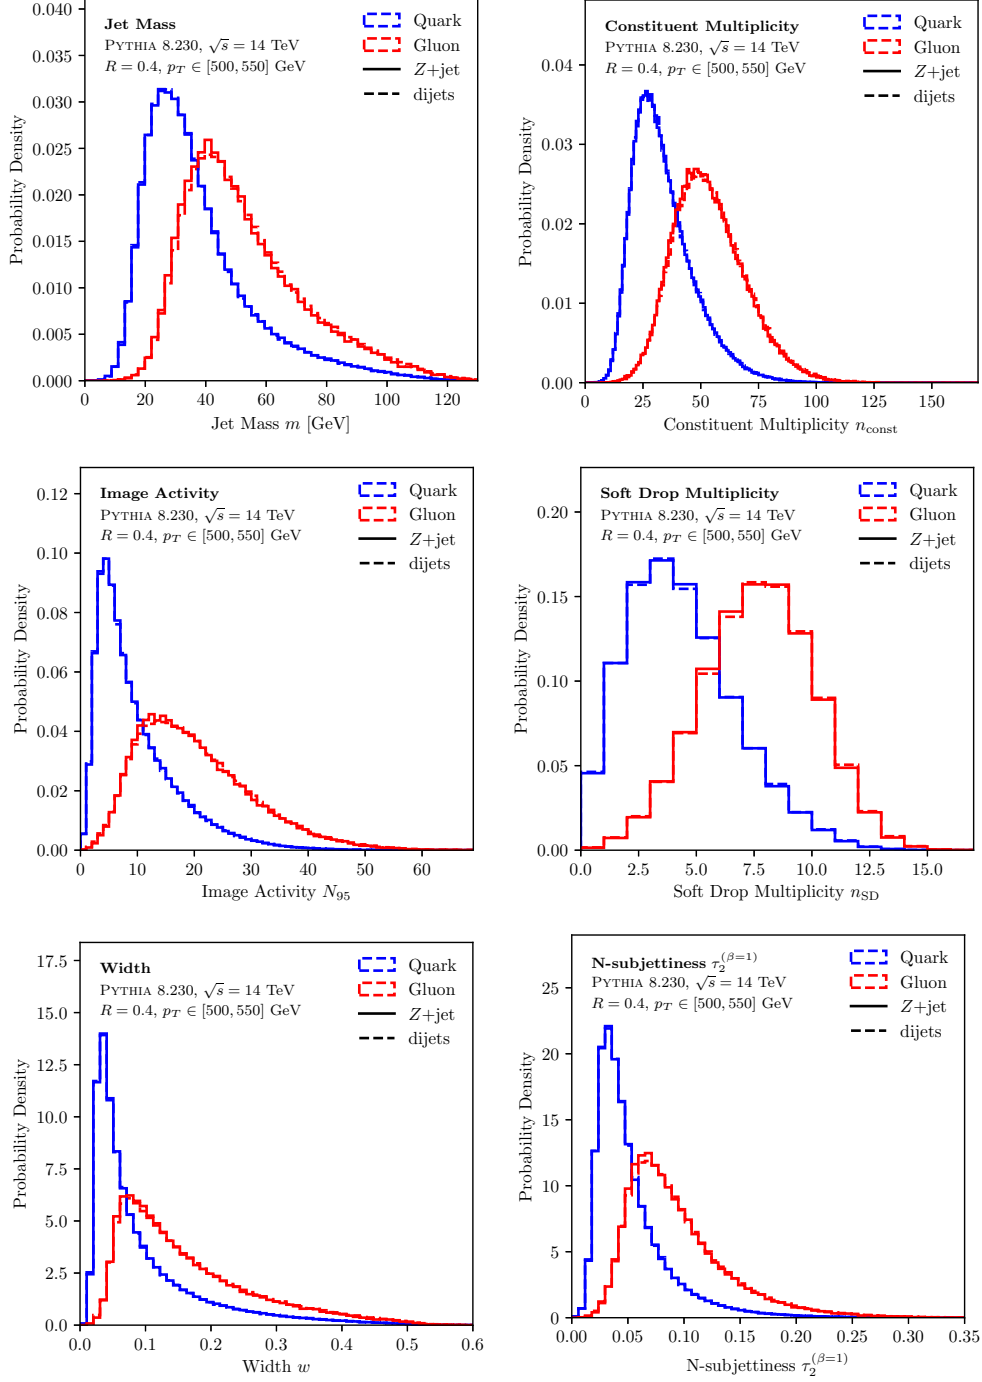 Jet Mass
PYTHIA 8.230, √s = 14 TeV
R = 0.4, p_T ∈ [500, 550] GeV
Quark
Gluon
Z+jet
dijets
Probability Density
0.040
0.035
0.030
0.025
0.020
0.015
0.010
0.005
0.000
0 20 40 60 80 100 120
Jet Mass m [GeV]
Constituent Multiplicity
PYTHIA 8.230, √s = 14 TeV
R = 0.4, p_T ∈ [500, 550] GeV
Quark
Gluon
Z+jet
dijets
Probability Density
0.04
0.03
0.02
0.01
0.00
0 25 50 75 100 125 150
Constituent Multiplicity n_const
Image Activity
PYTHIA 8.230, √s = 14 TeV
R = 0.4, p_T ∈ [500, 550] GeV
Quark
Gluon
Z+jet
dijets
Probability Density
0.12
0.10
0.08
0.06
0.04
0.02
0.00
0 10 20 30 40 50 60
Image Activity N_95
Soft Drop Multiplicity
PYTHIA 8.230, √s = 14 TeV
R = 0.4, p_T ∈ [500, 550] GeV
Quark
Gluon
Z+jet
dijets
Probability Density
0.20
0.15
0.10
0.05
0.00
0.0 2.5 5.0 7.5 10.0 12.5 15.0
Soft Drop Multiplicity n_SD
Width
PYTHIA 8.230, √s = 14 TeV
R = 0.4, p_T ∈ [500, 550] GeV
Quark
Gluon
Z+jet
dijets
Probability Density
17.5
15.0
12.5
10.0
7.5
5.0
2.5
0.0
0.0 0.1 0.2 0.3 0.4 0.5 0.6
Width w
N-subjettiness τ_2^(β=1)
PYTHIA 8.230, √s = 14 TeV
R = 0.4, p_T ∈ [500, 550] GeV
Quark
Gluon
Z+jet
dijets
Probability Density
25
20
15
10
5
0
0.00 0.05 0.10 0.15 0.20 0.25 0.30 0.35
N-subjettiness τ_2^(β=1)